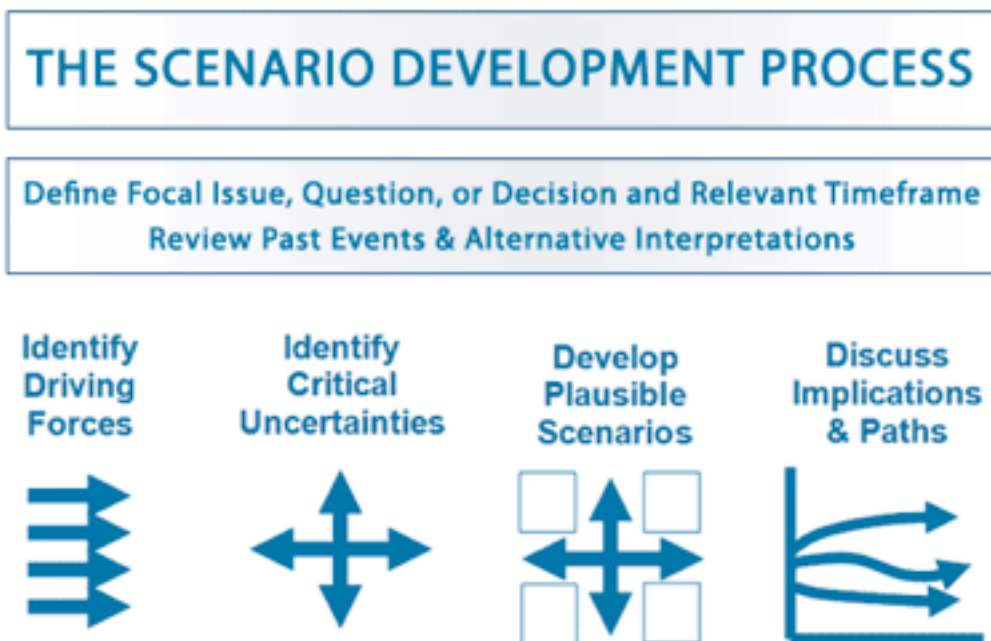 THE SCENARIO DEVELOPMENT PROCESS
Define Focal Issue, Question, or Decision and Relevant Timeframe
Review Past Events & Alternative Interpretations
Identify
Driving
Forces
Identify
Critical
Uncertainties
Develop
Plausible
Scenarios
Discuss
Implications
& Paths